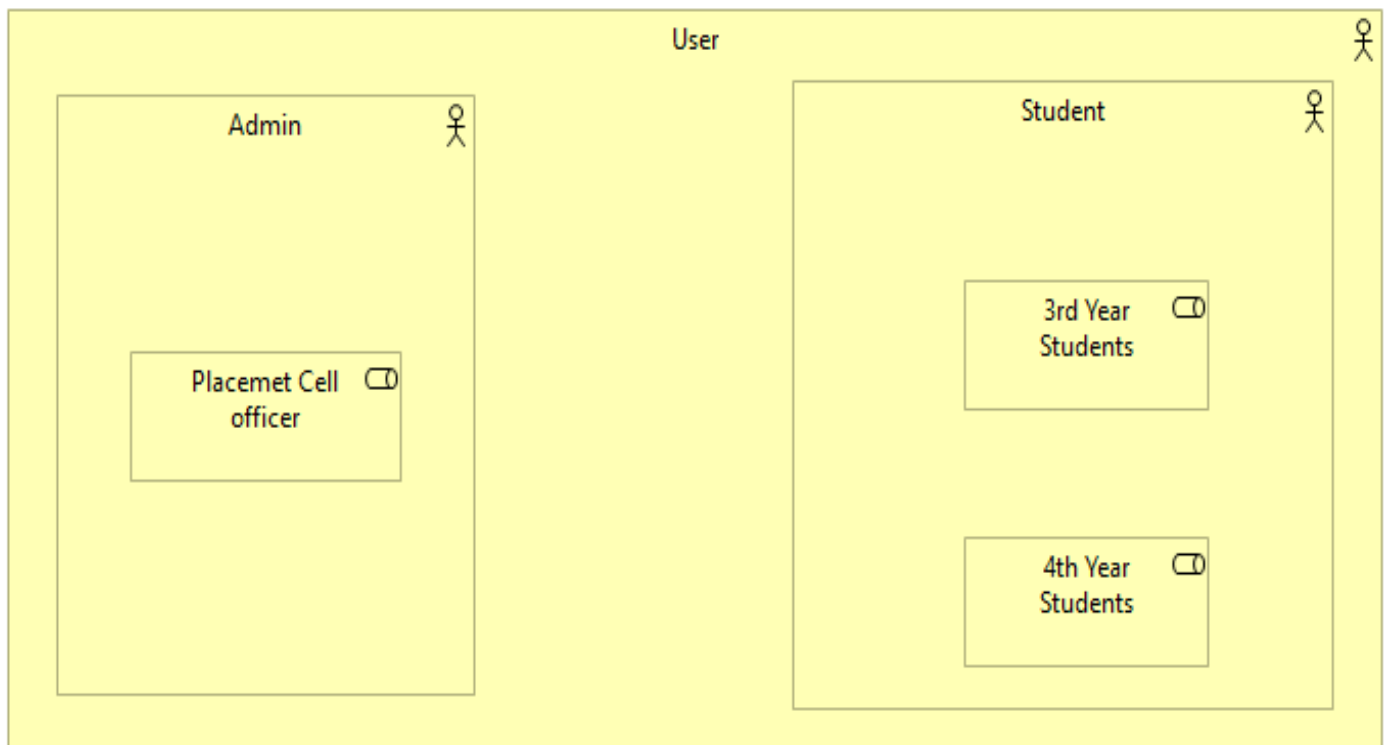 User
Admin
Placemet Cell
officer
Student
3rd Year
Students
4th Year
Students